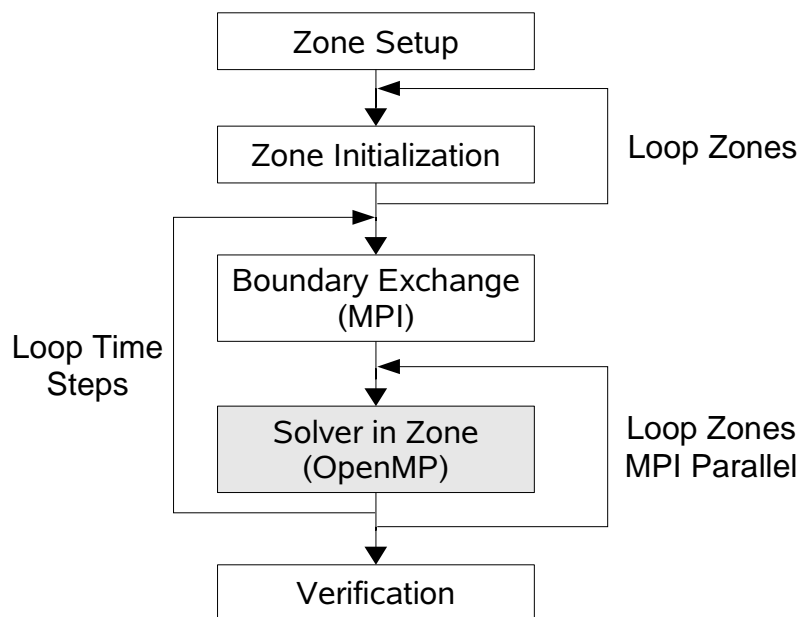 Zone Setup
Zone Initialization
Loop Zones
Boundary Exchange
(MPI)
Loop Time
Steps
Solver in Zone
(OpenMP)
Loop Zones
MPI Parallel
Verification